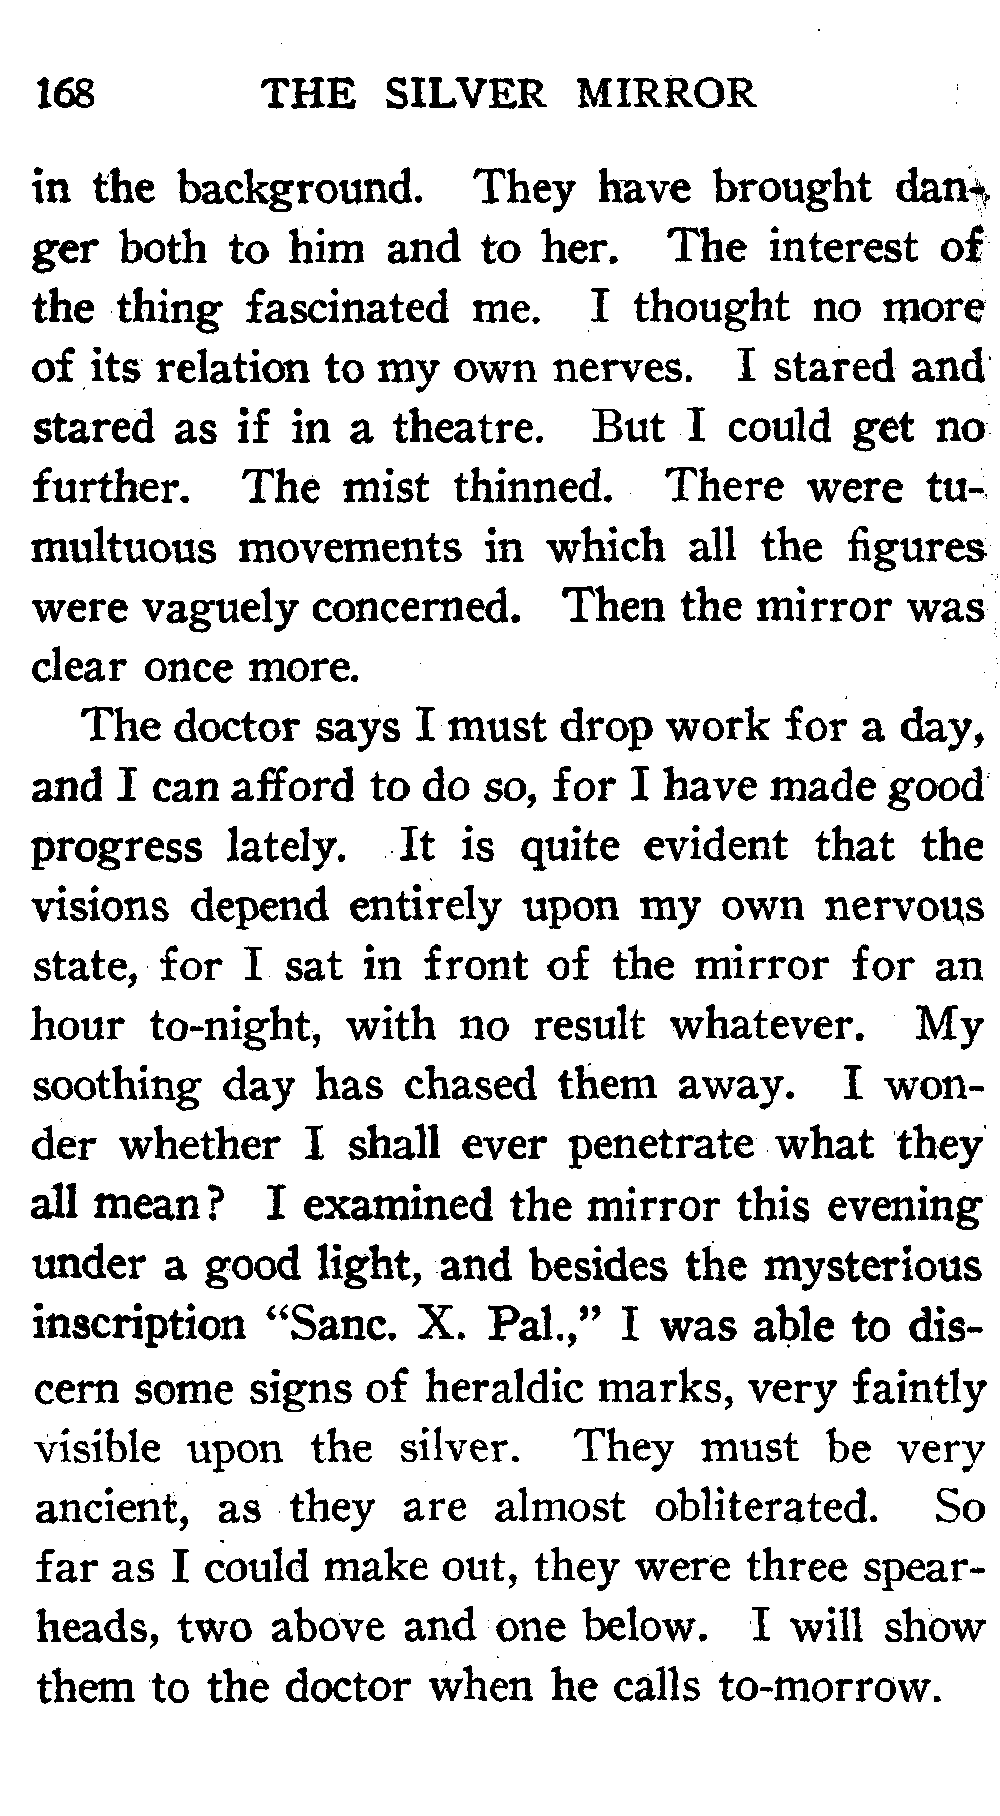 168 THE SILVER MIRROR
in the background. They have brought dan-
ger both to him and to her. The interest of
the thing fascinated me. I thought no more
of its relation to my own nerves. I stared and
stared as if in a theatre. But I could get no
further. The mist thinned. There were tu-
multuous movements in which all the figures
were vaguely concerned. Then the mirror was
clear once more.
The doctor says I must drop work for a day,
and I can afford to do so, for I have made good
progress lately. It is quite evident that the
visions depend entirely upon my own nervous
state, for I sat in front of the mirror for an
hour to-night, with no result whatever. My
soothing day has chased them away. I won-
der whether I shall ever penetrate what they
all mean? I examined the mirror this evening
under a good light, and besides the mysterious
inscription “Sanc. X. Pal.,” I was able to dis-
cern some signs of heraldic marks, very faintly
visible upon the silver. They must be very
ancient, as they are almost obliterated. So
far as I could make out, they were three spear-
heads, two above and one below. I will show
them to the doctor when he calls to-morrow.